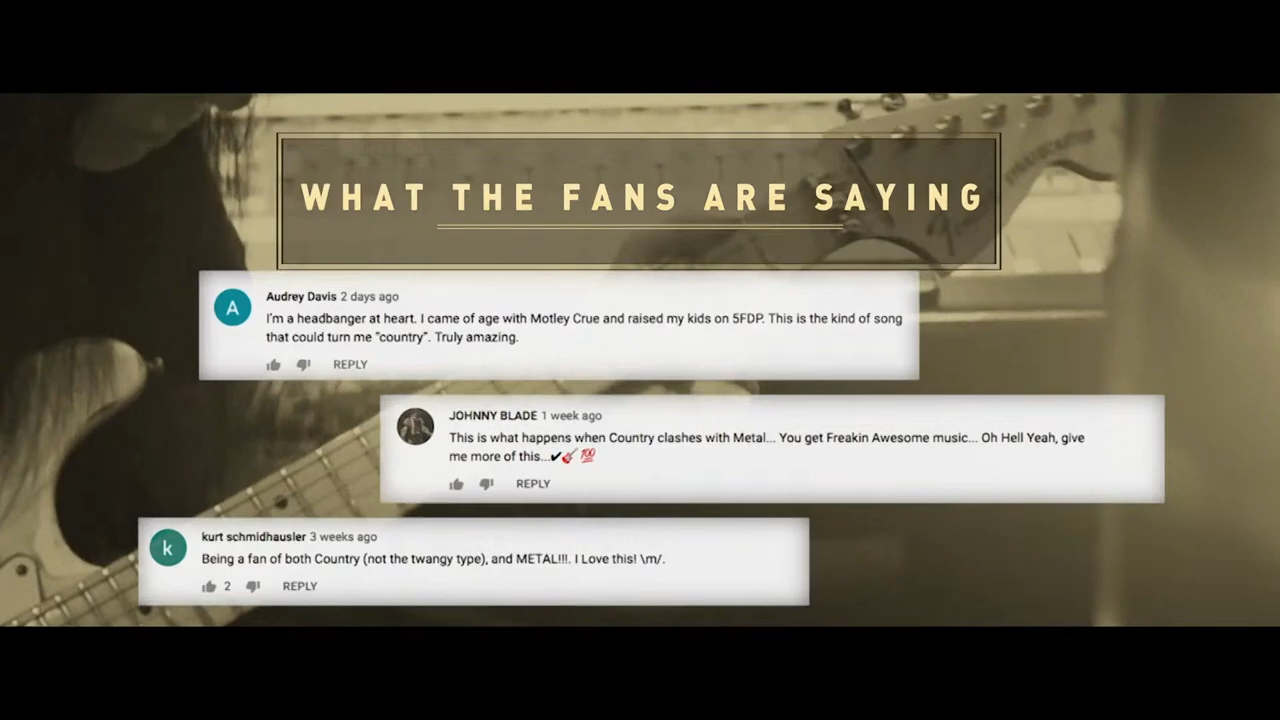 WHAT THE FANS ARE SAYING
A
Audrey Davis 2 days ago
I'm a headbanger at heart. I came of age with Motley Crue and raised my kids on 5FDP. This is the kind of song
that could turn me "country". Truly amazing.
REPLY
JOHNNY BLADE 1 week ago
This is what happens when Country clashes with Metal... You get Freakin Awesome music... Oh Hell Yeah, give
me more of this...✔🎸💯
REPLY
k
kurt schmidhausler 3 weeks ago
Being a fan of both Country (not the twangy type), and METAL!!!. I Love this! \m/.
2 REPLY